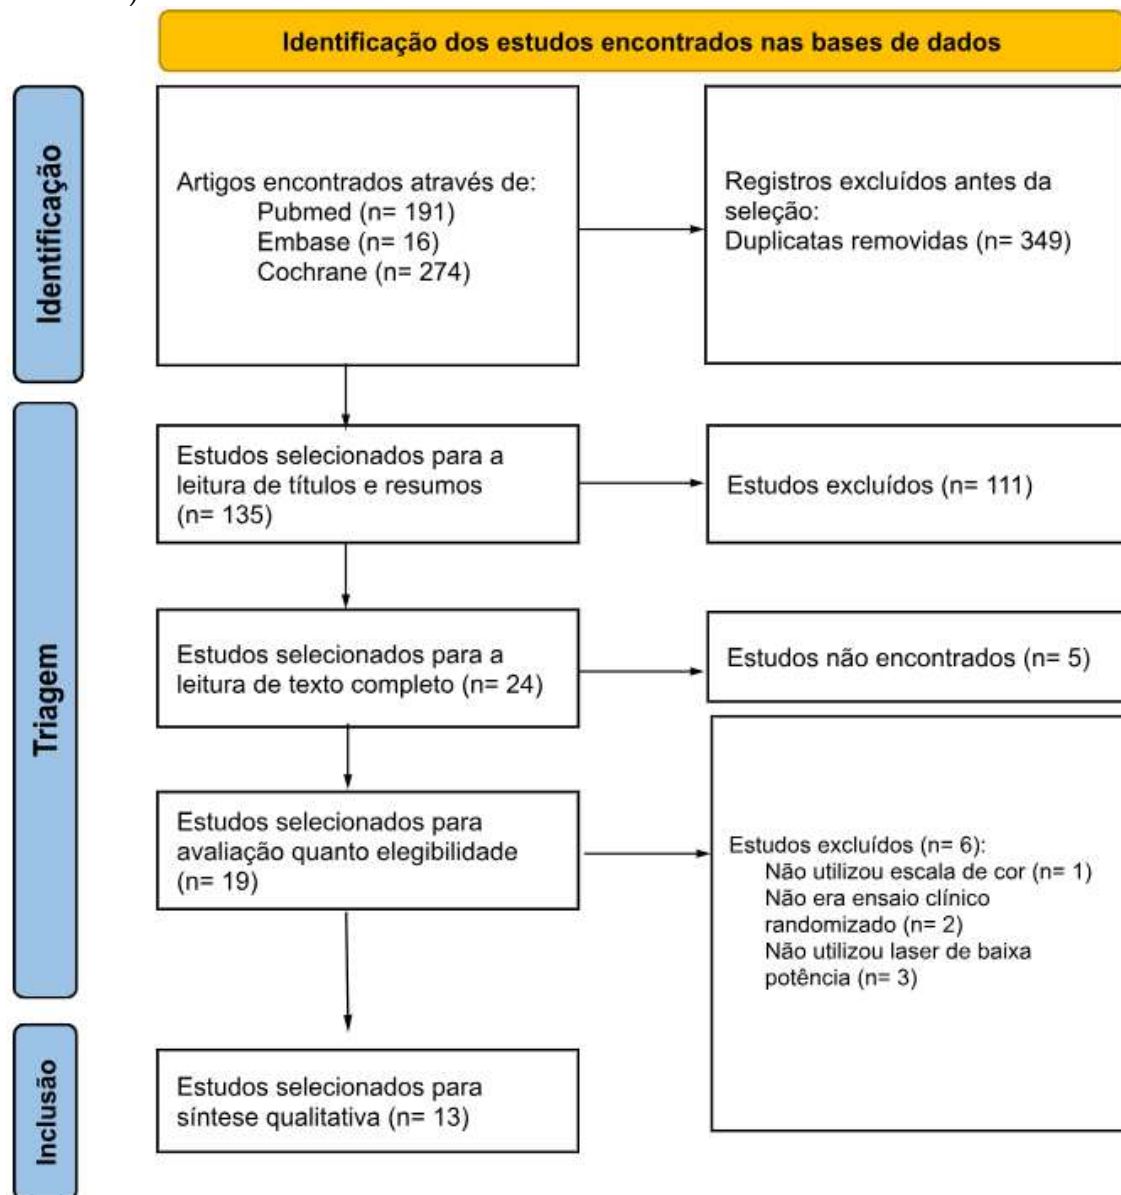 )
Identificação dos estudos encontrados nas bases de dados
Identificação
Artigos encontrados através de:
Pubmed (n= 191)
Embase (n= 16)
Cochrane (n= 274)
Registros excluídos antes da
seleção:
Duplicatas removidas (n= 349)
Triagem
Estudos selecionados para a
leitura de títulos e resumos
(n= 135)
Estudos excluídos (n= 111)
Estudos selecionados para a
leitura de texto completo (n= 24)
Estudos não encontrados (n= 5)
Estudos selecionados para
avaliação quanto elegibilidade
(n= 19)
Estudos excluídos (n= 6):
Não utilizou escala de cor (n= 1)
Não era ensaio clínico
randomizado (n= 2)
Não utilizou laser de baixa
potência (n= 3)
Inclusão
Estudos selecionados para
síntese qualitativa (n= 13)